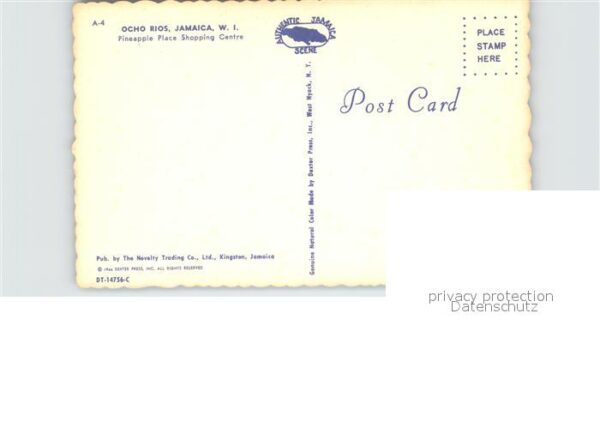 A-4
OCHO RIOS, JAMAICA, W. I.
Pineapple Place Shopping Centre
AUTHENTIC JAMAICA
SCENE
PLACE
STAMP
HERE
Post Card
Genuine Natural Color Made by Dexter Press, Inc., West Nyack, N. Y.
Pub. by The Novelty Trading Co., Ltd., Kingston, Jamaica
DEXTER PRESS, INC. ALL RIGHTS RESERVED
DT-14756-C
privacy protection
Datenschutz